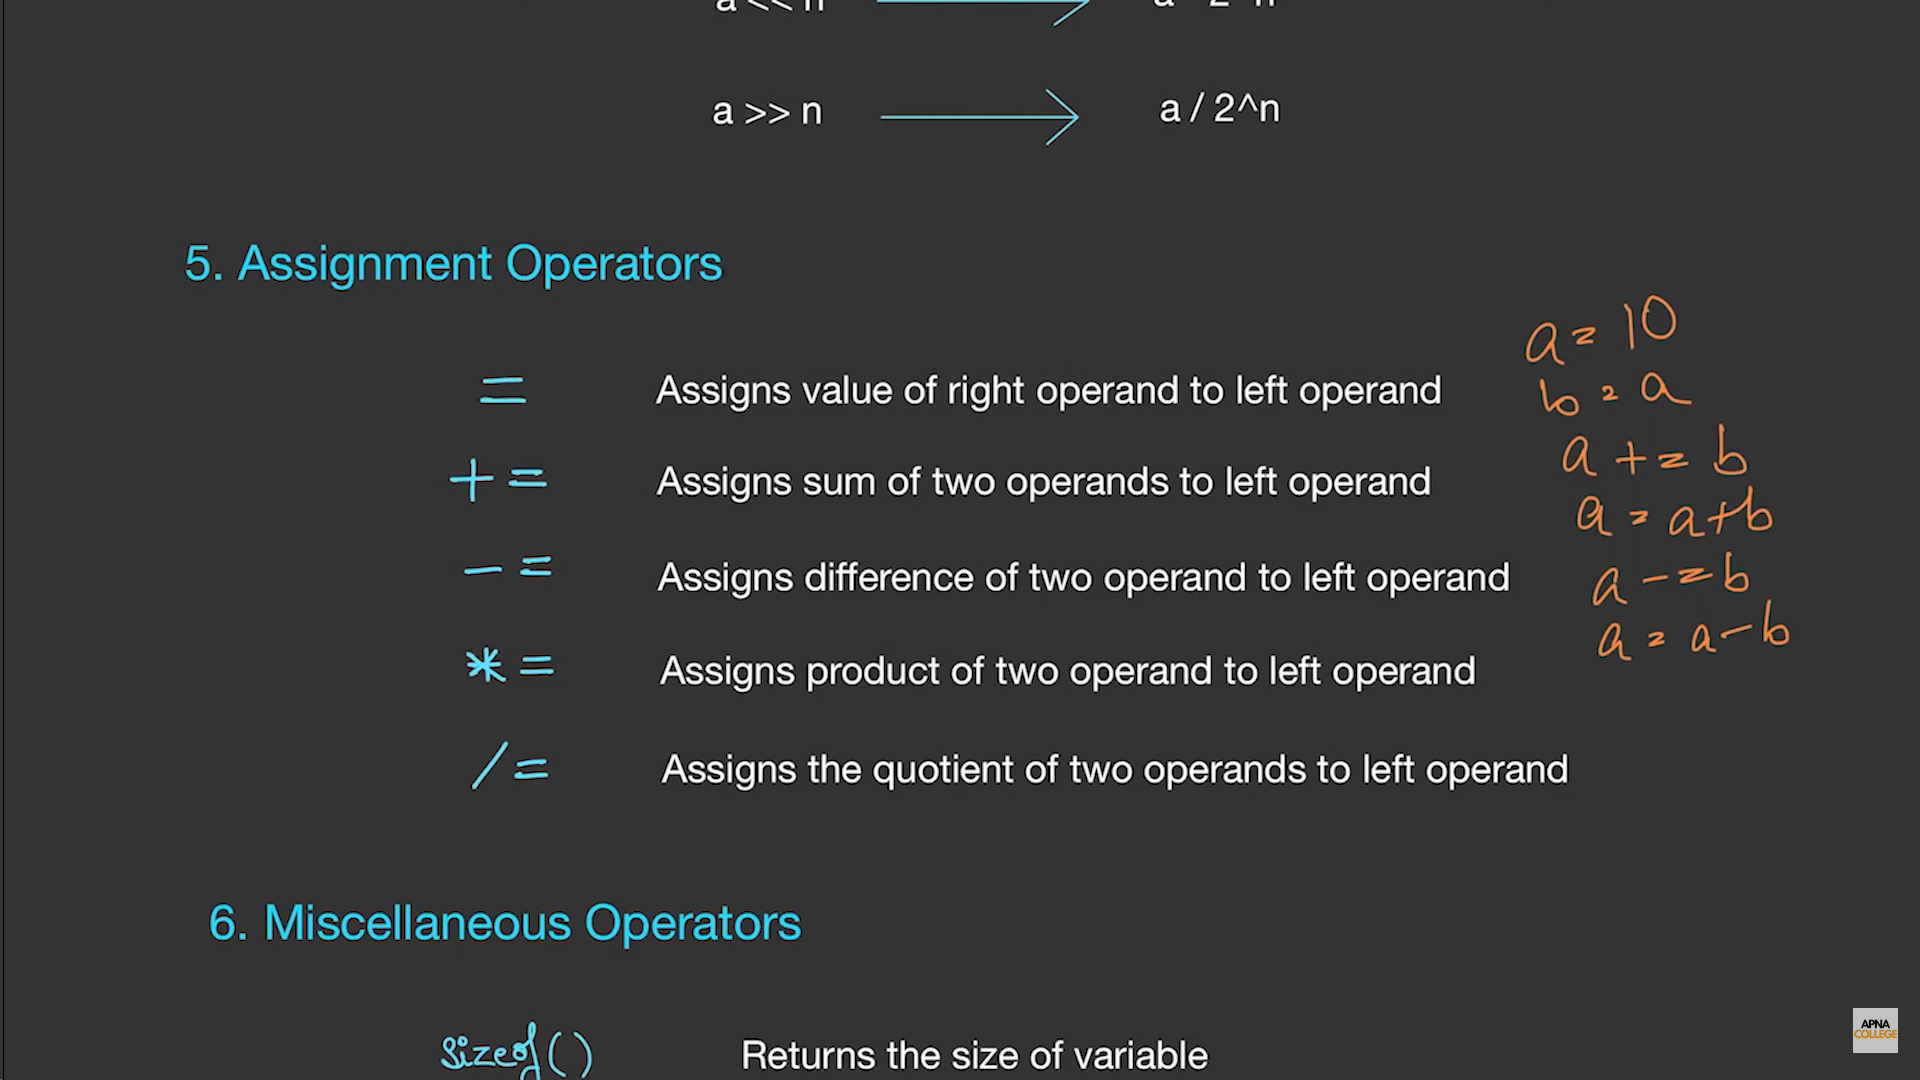 a << n
a >> n a / 2^n
5. Assignment Operators
= Assigns value of right operand to left operand
+= Assigns sum of two operands to left operand
-= Assigns difference of two operand to left operand
*= Assigns product of two operand to left operand
/= Assigns the quotient of two operands to left operand
a = 10
b = a
a += b
a = a+b
a -= b
a = a-b
6. Miscellaneous Operators
sizeof() Returns the size of variable
APNA
COLLEGE